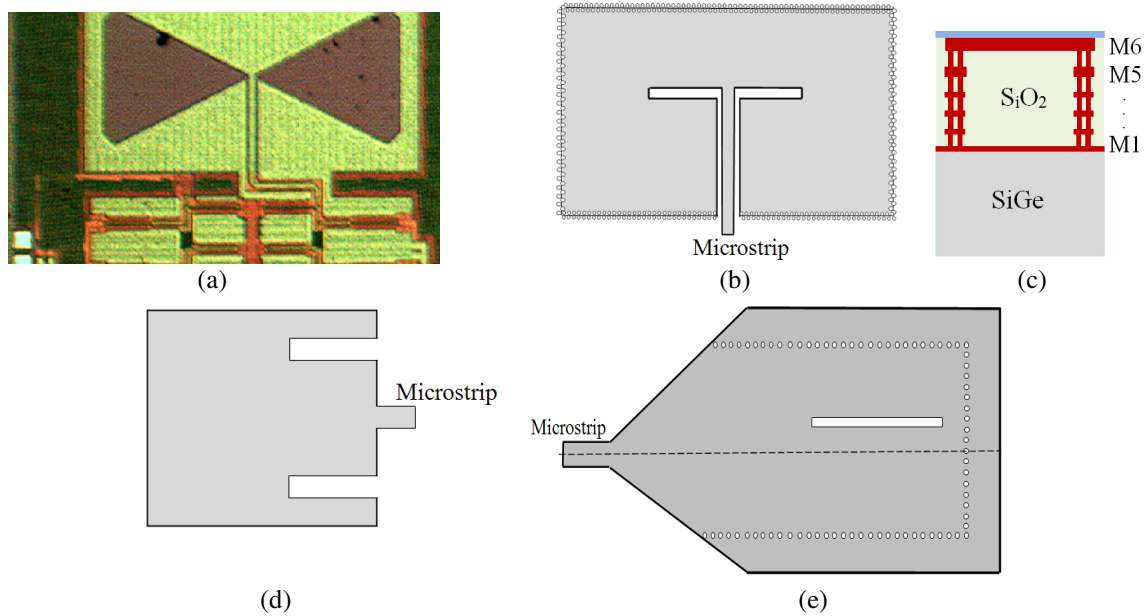 M6
M5
SiO2
.
.
.
M1
SiGe
Microstrip
(a)
(b)
(c)
Microstrip
Microstrip
(d)
(e)